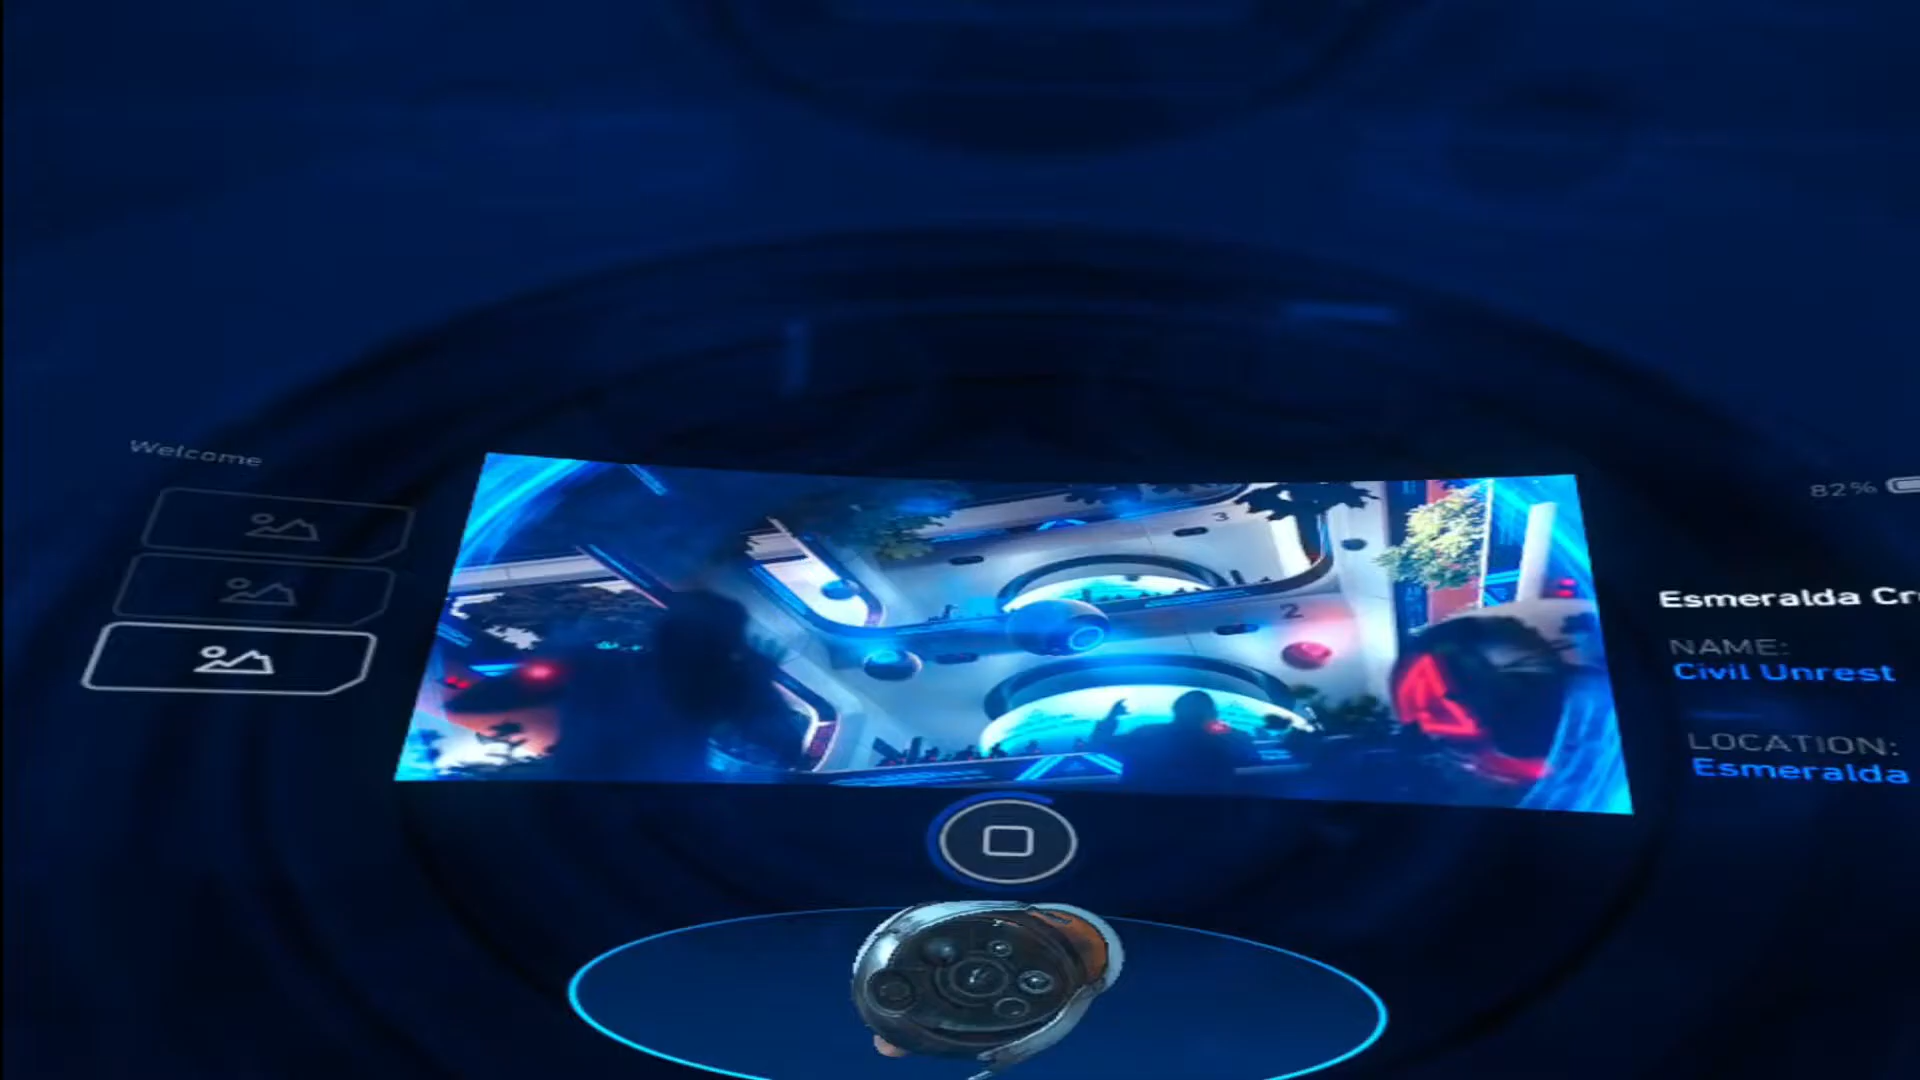 Welcome
82%
Esmeralda Cr
NAME:
Civil Unrest
LOCATION:
Esmeralda
3
2